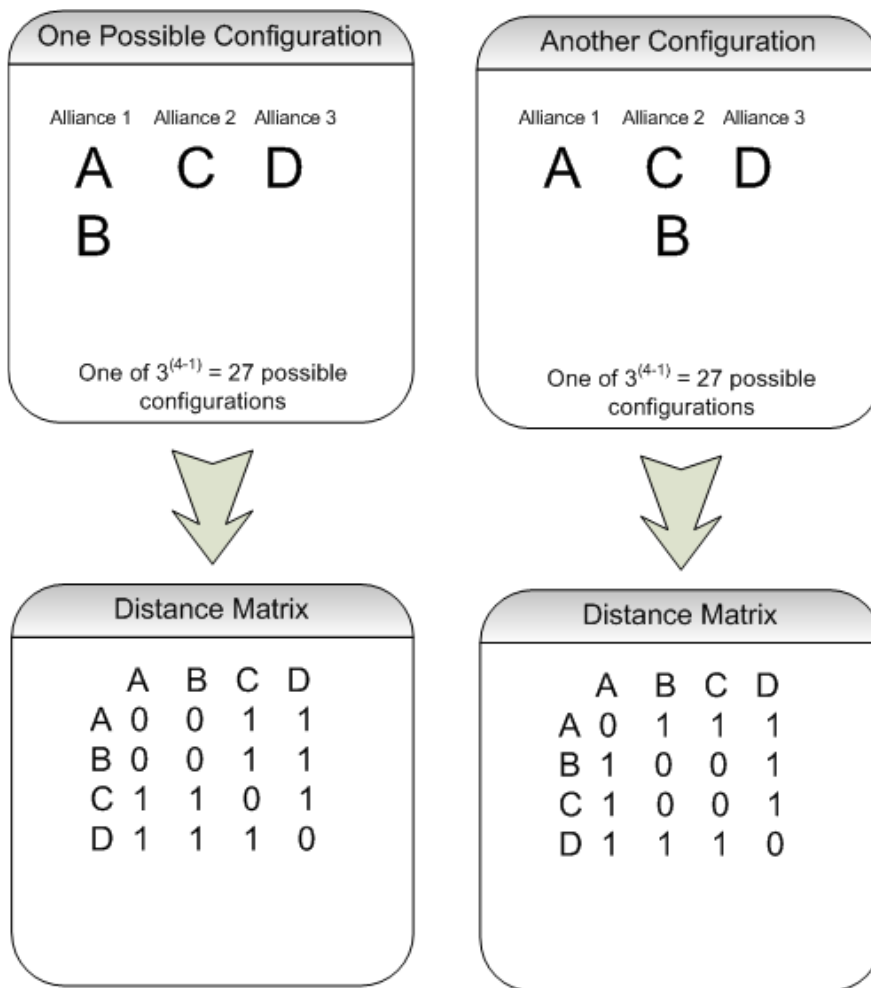 One Possible Configuration
Alliance 1 Alliance 2 Alliance 3
A C D
B
One of 3^(4-1) = 27 possible
configurations
Another Configuration
Alliance 1 Alliance 2 Alliance 3
A C D
B
One of 3^(4-1) = 27 possible
configurations
Distance Matrix
A B C D
A 0 0 1 1
B 0 0 1 1
C 1 1 0 1
D 1 1 1 0
Distance Matrix
A B C D
A 0 1 1 1
B 1 0 0 1
C 1 0 0 1
D 1 1 1 0